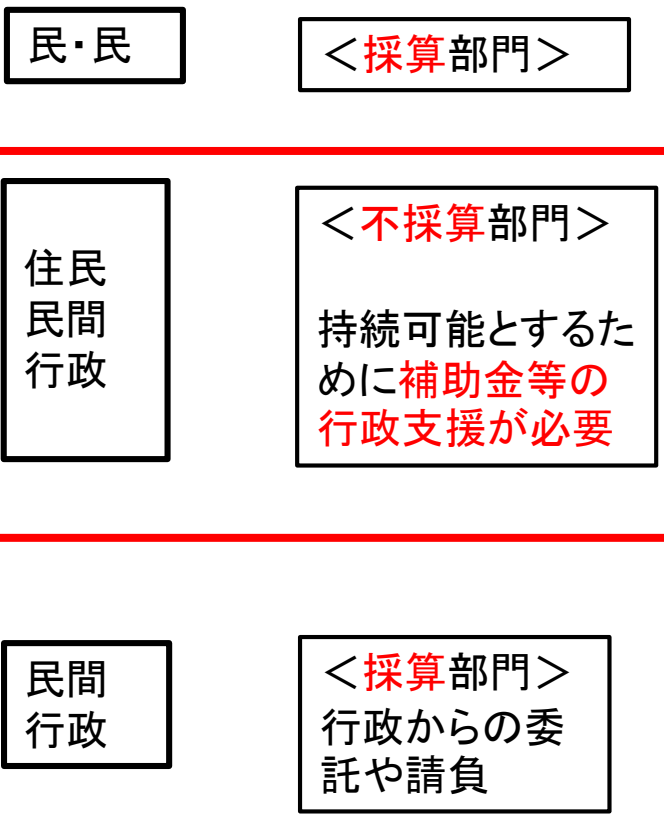 民・民
＜採算部門＞
住民
民間
行政
＜不採算部門＞
持続可能とするた
めに補助金等の
行政支援が必要
民間
行政
＜採算部門＞
行政からの委
託や請負